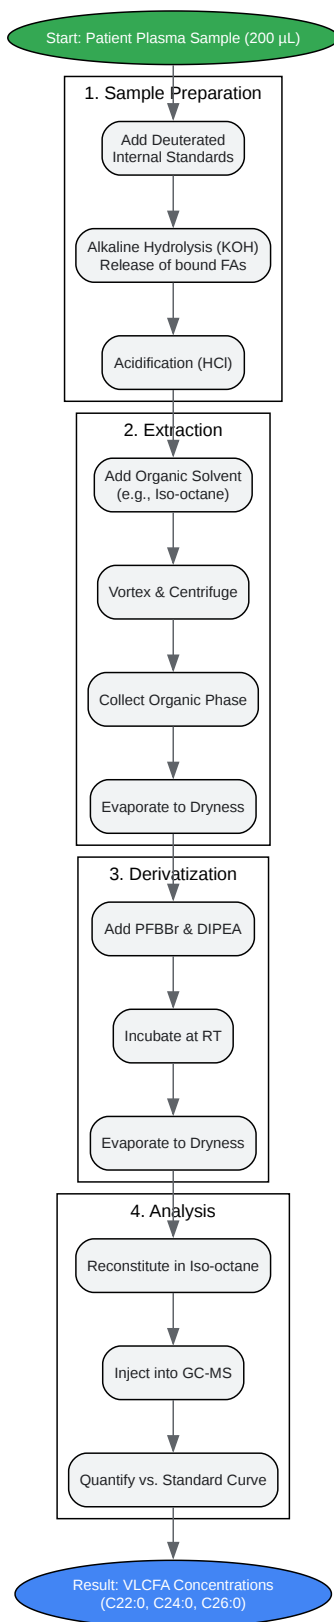 Start: Patient Plasma Sample (200 µL)
1. Sample Preparation
Add Deuterated
Internal Standards
Alkaline Hydrolysis (KOH)
Release of bound FAs
Acidification (HCl)
2. Extraction
Add Organic Solvent
(e.g., Iso-octane)
Vortex & Centrifuge
Collect Organic Phase
Evaporate to Dryness
3. Derivatization
Add PFBBr & DIPEA
Incubate at RT
Evaporate to Dryness
4. Analysis
Reconstitute in Iso-octane
Inject into GC-MS
Quantify vs. Standard Curve
Result: VLCFA Concentrations
(C22:0, C24:0, C26:0)